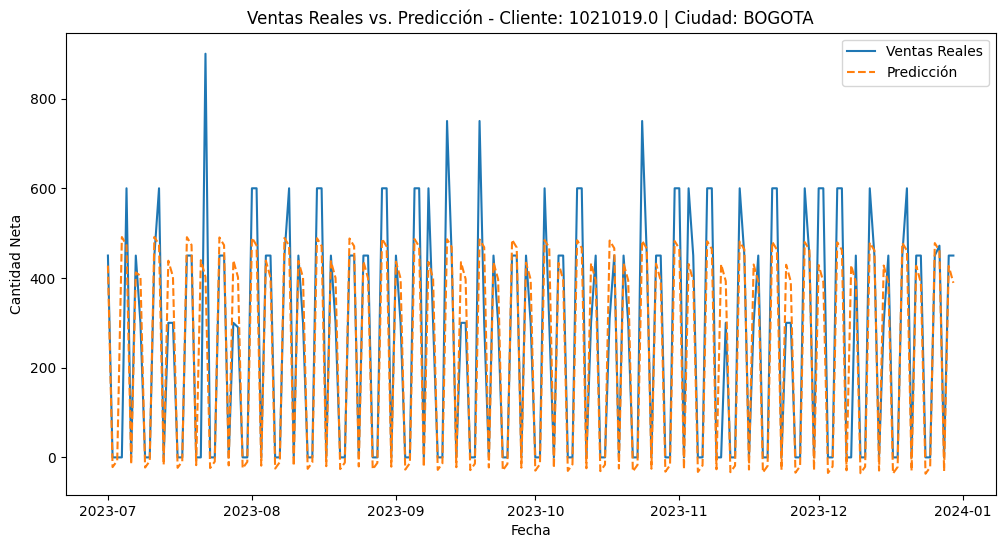 Ventas Reales vs. Predicción - Cliente: 1021019.0 | Ciudad: BOGOTA
Ventas Reales
Predicción
Cantidad Neta
800
600
400
200
0
2023-07
2023-08
2023-09
2023-10
2023-11
2023-12
2024-01
Fecha